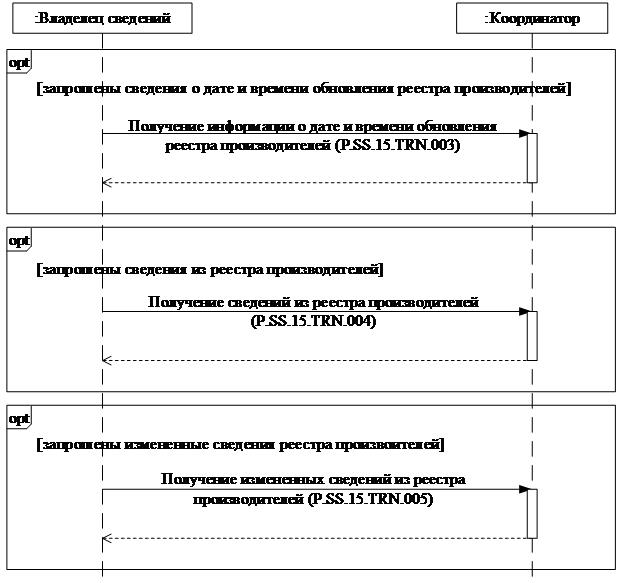 :Владелец сведений
:Координатор
opt
[запрошены сведения о дате и времени обновления реестра производителей]
Получение информации о дате и времени обновления
реестра производителей (P.SS.15.TRN.003)
opt
[запрошены сведения из реестра производителей]
Получение сведений из реестра производителей
(P.SS.15.TRN.004)
opt
[запрошены измененные сведения реестра произвоителей]
Получение измененных сведений из реестра
производителей (P.SS.15.TRN.005)